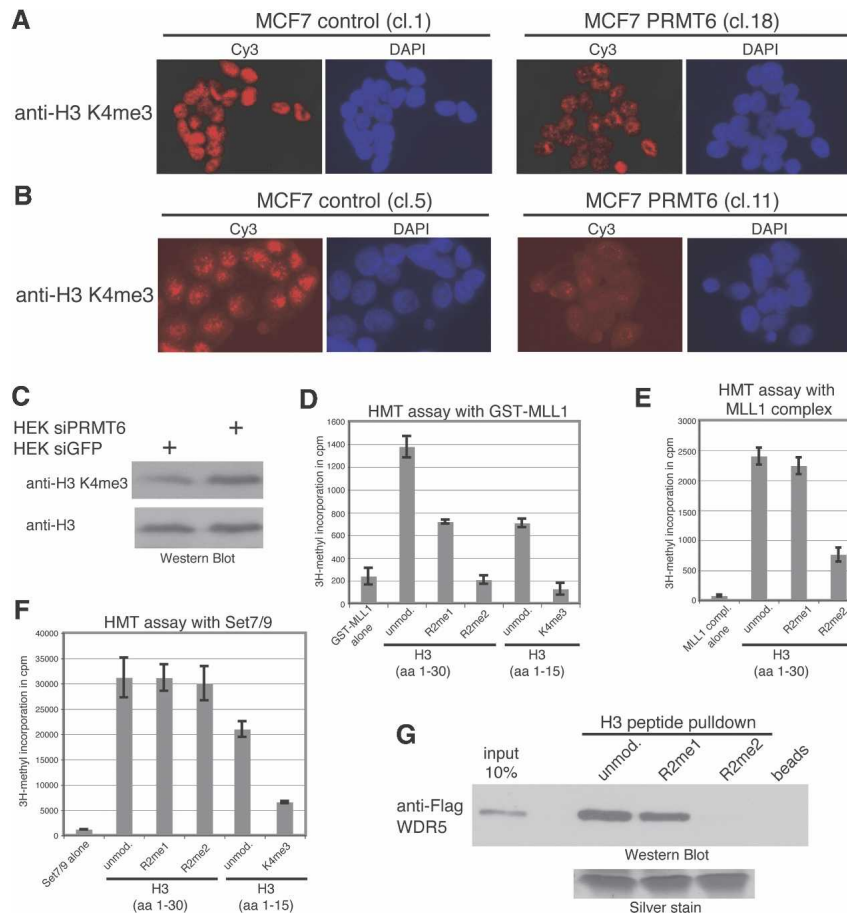 A
MCF7 control (cl.1)
MCF7 PRMT6 (cl.18)
Cy3
DAPI
Cy3
DAPI
anti-H3 K4me3
B
MCF7 control (cl.5)
MCF7 PRMT6 (cl.11)
Cy3
DAPI
Cy3
DAPI
anti-H3 K4me3
C
HEK siPRMT6 +
HEK siGFP +
anti-H3 K4me3
anti-H3
Western Blot
D
HMT assay with GST-MLL1
3H-methyl incorporation in cpm
1600
1400
1200
1000
800
600
400
200
0
GST-MLL1 alone
unmod.
R2me1
R2me2
unmod.
K4me3
H3
(aa 1-30)
H3
(aa 1-15)
E
HMT assay with
MLL1 complex
3H-methyl incorporation in cpm
3000
2500
2000
1500
1000
500
0
MLL1 compl. alone
unmod.
R2me1
R2me2
H3
(aa 1-30)
F
HMT assay with Set7/9
3H-methyl incorporation in cpm
40000
35000
30000
25000
20000
15000
10000
5000
0
Set7/9 alone
unmod.
R2me1
R2me2
unmod.
K4me3
H3
(aa 1-30)
H3
(aa 1-15)
G
H3 peptide pulldown
input
10%
unmod.
R2me1
R2me2
beads
anti-Flag
WDR5
Western Blot
Silver stain